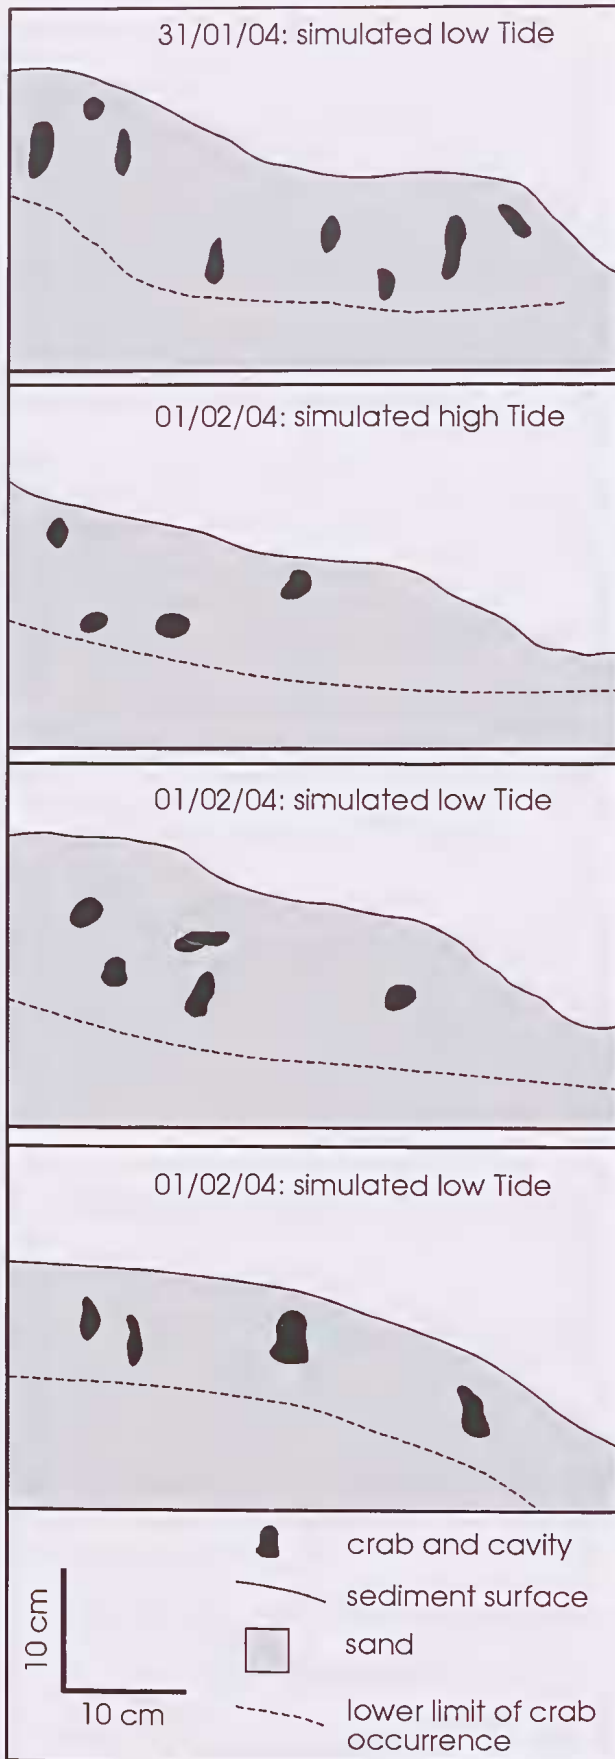 31/01/04: simulated low Tide
01/02/04: simulated high Tide
01/02/04: simulated low Tide
01/02/04: simulated low Tide
crab and cavity
sediment surface
sand
lower limit of crab
occurrence
10 cm
10 cm